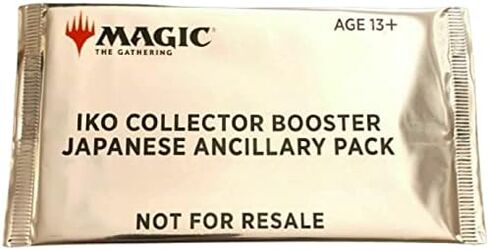 MAGIC
THE GATHERING
AGE 13+
IKO COLLECTOR BOOSTER
JAPANESE ANCILLARY PACK
NOT FOR RESALE